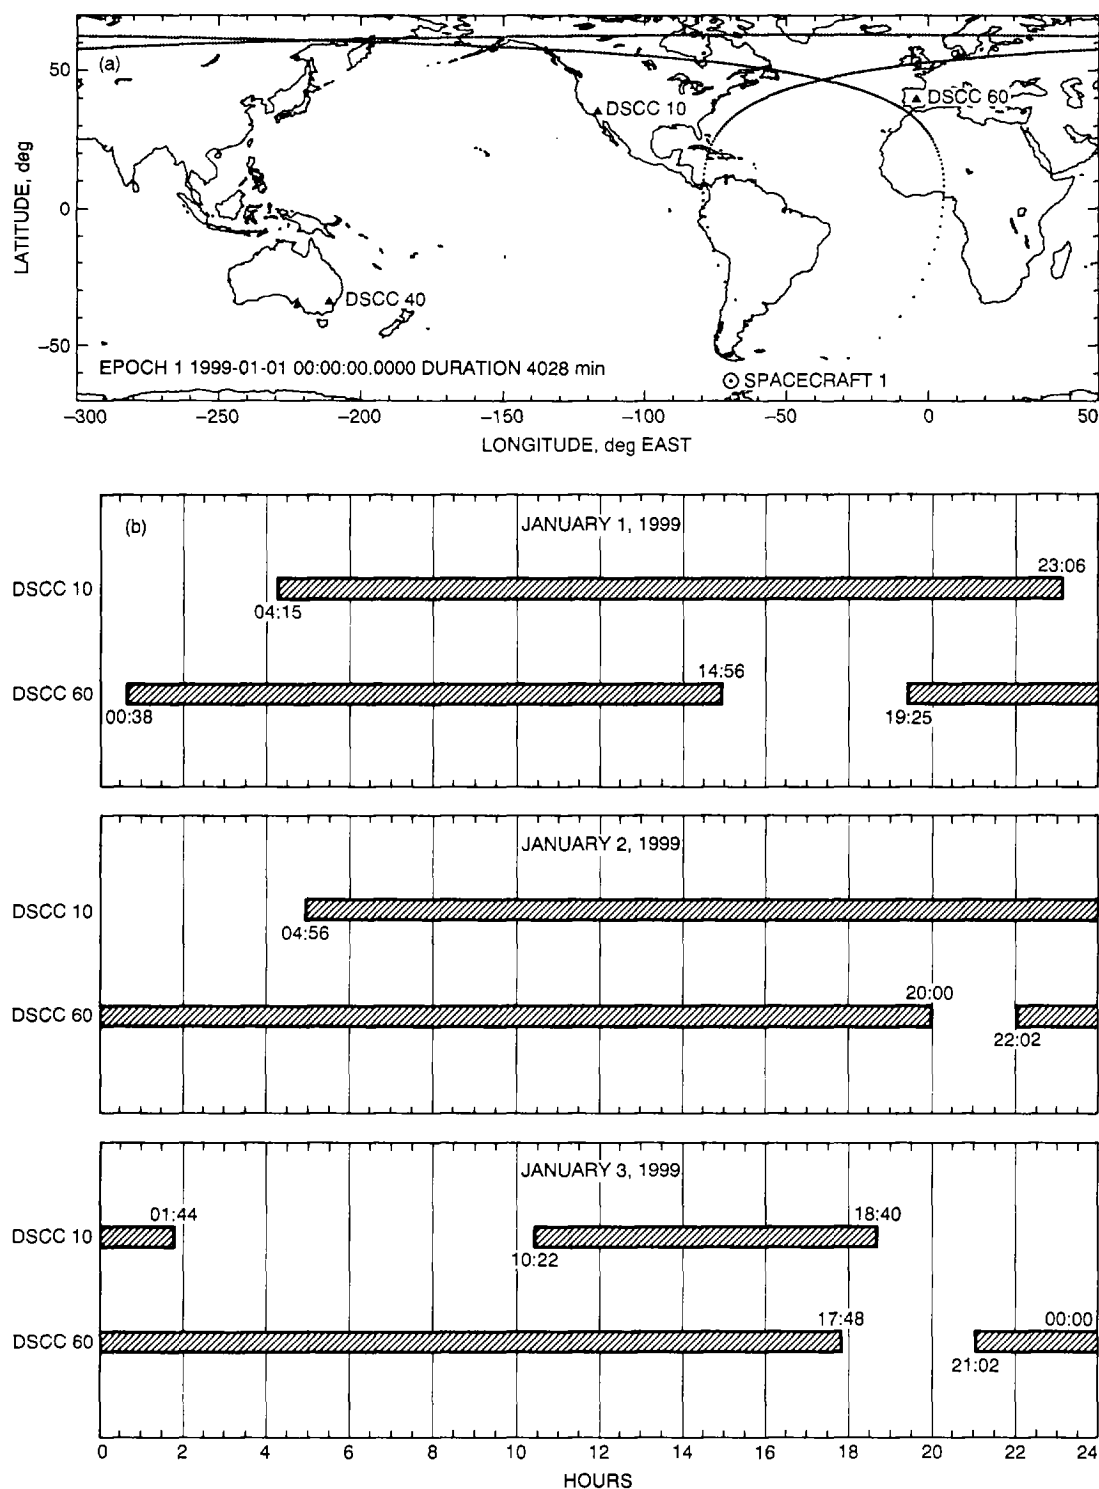 (a)
50
DSCC 10
DSCC 60
LATITUDE, deg
0
DSCC 40
−50
EPOCH 1 1999-01-01 00:00:00.0000 DURATION 4028 min
SPACECRAFT 1
−300 −250 −200 −150 −100 −50 0 50
LONGITUDE, deg EAST
(b)
JANUARY 1, 1999
23:06
DSCC 10
04:15
14:56
DSCC 60
00:38
19:25
JANUARY 2, 1999
DSCC 10
04:56
20:00
DSCC 60
22:02
JANUARY 3, 1999
01:44
18:40
DSCC 10
10:22
17:48
00:00
DSCC 60
21:02
0 2 4 6 8 10 12 14 16 18 20 22 24
HOURS